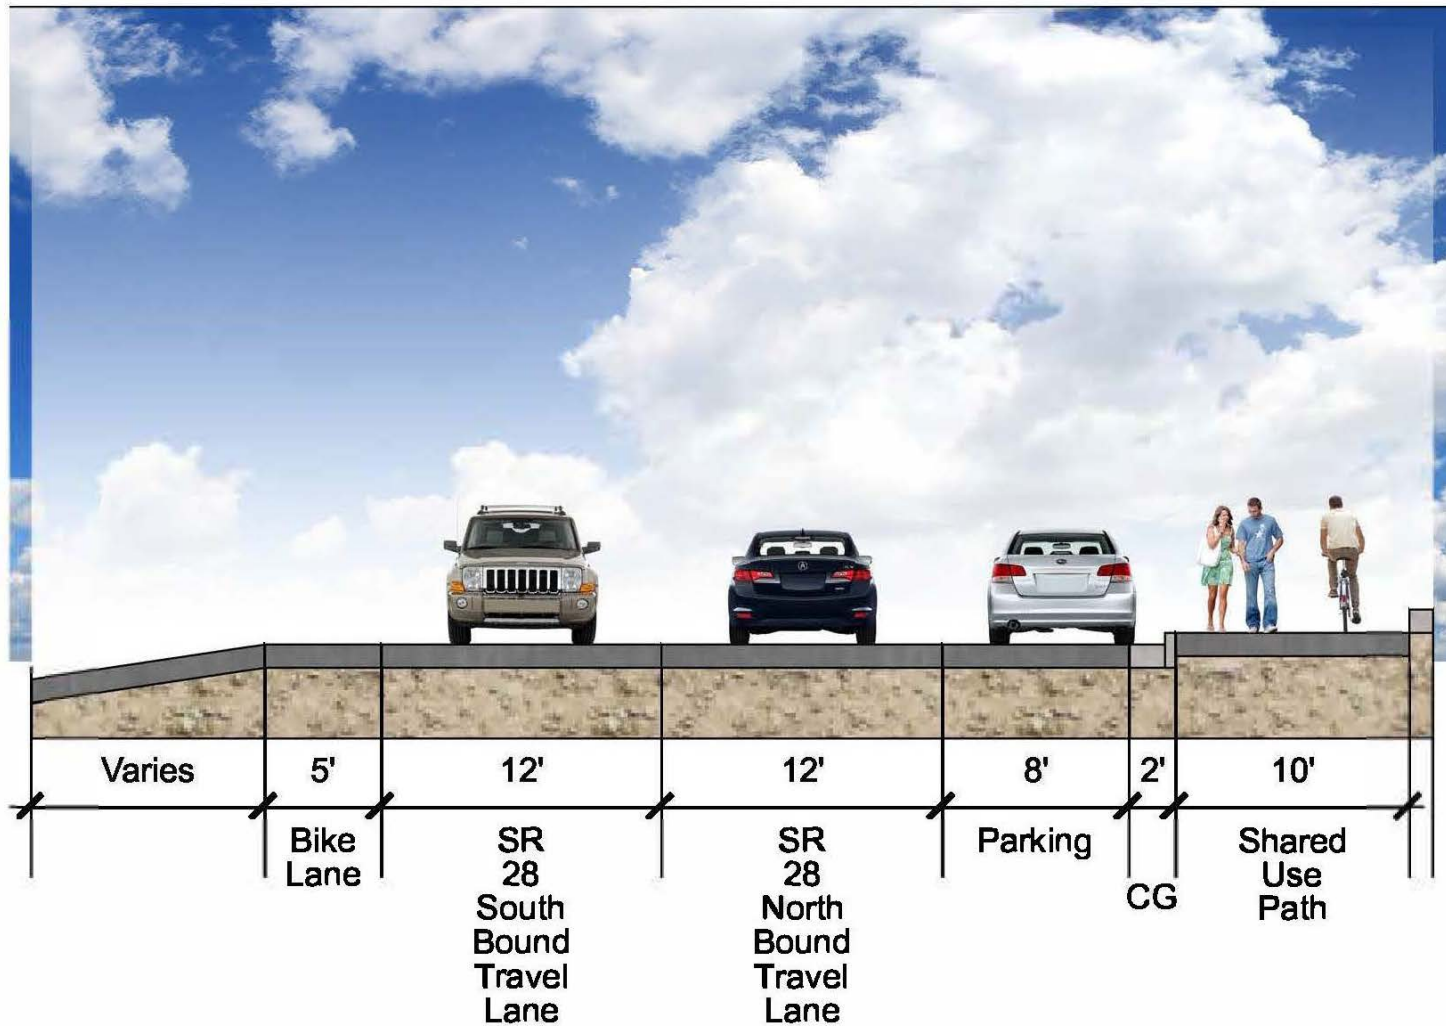 Varies 5' 12' 12' 8' 2' 10'
Bike
Lane
SR
28
South
Bound
Travel
Lane
SR
28
North
Bound
Travel
Lane
Parking
CG
Shared
Use
Path